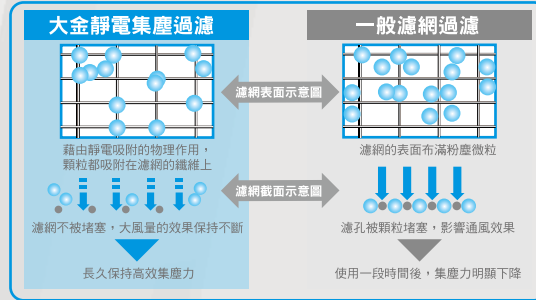 大金靜電集塵過濾
一般濾網過濾
濾網表面示意圖
藉由靜電吸附的物理作用，
顆粒都吸附在濾網的纖維上
濾網的表面布滿粉塵微粒
濾網截面示意圖
濾網不被堵塞，大風量的效果保持不斷
濾孔被顆粒堵塞，影響通風效果
長久保持高效集塵力
使用一段時間後，集塵力明顯下降